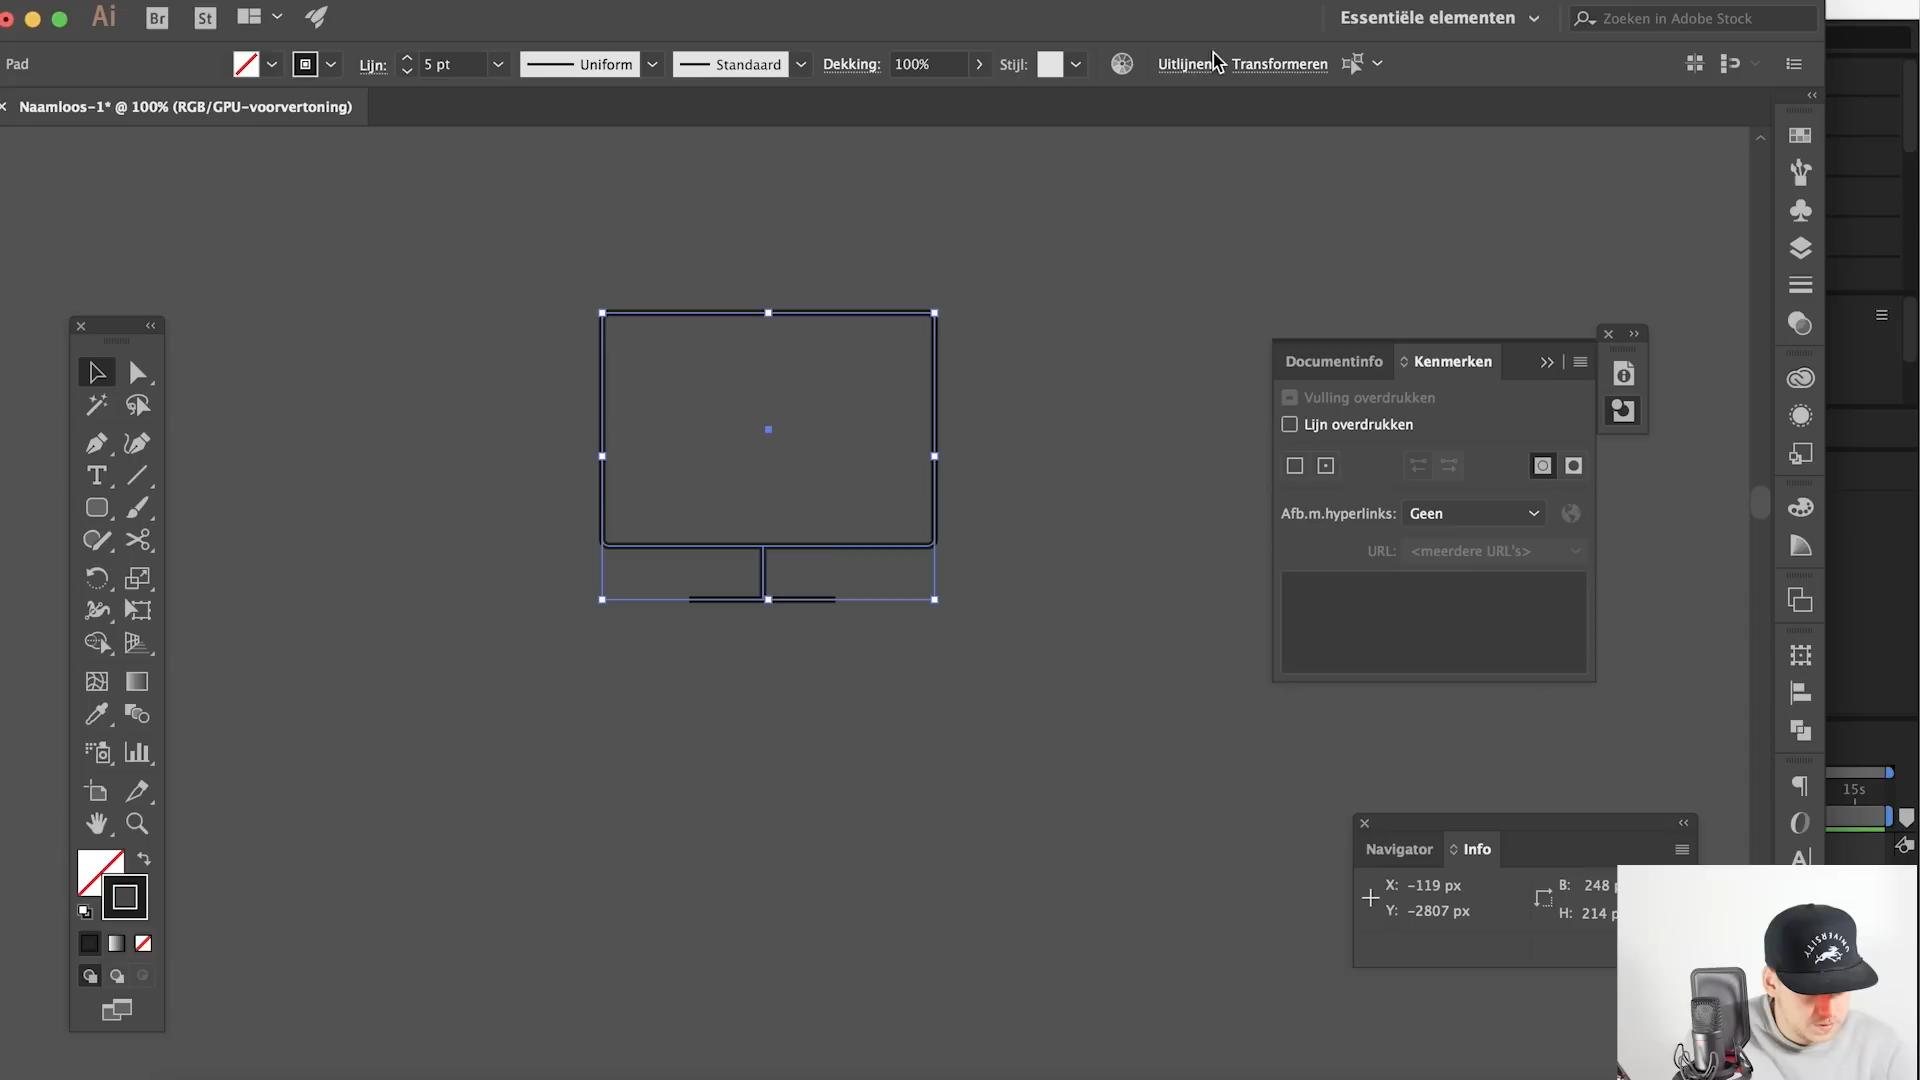 Ai
Br
St
Essentiële elementen
Zoeken in Adobe Stock
Pad
Lijn:
5 pt
Uniform
Standaard
Dekking:
100%
Stijl:
Uitlijnen
Transformeren
Naamloos-1* @ 100% (RGB/GPU-voorvertoning)
Documentinfo
Kenmerken
Vulling overdrukken
Lijn overdrukken
Afb.m.hyperlinks:
Geen
URL:
<meerdere URL's>
15s
Navigator
Info
X: -119 px
Y: -2807 px
B: 248
H: 214
UNIVERSITY